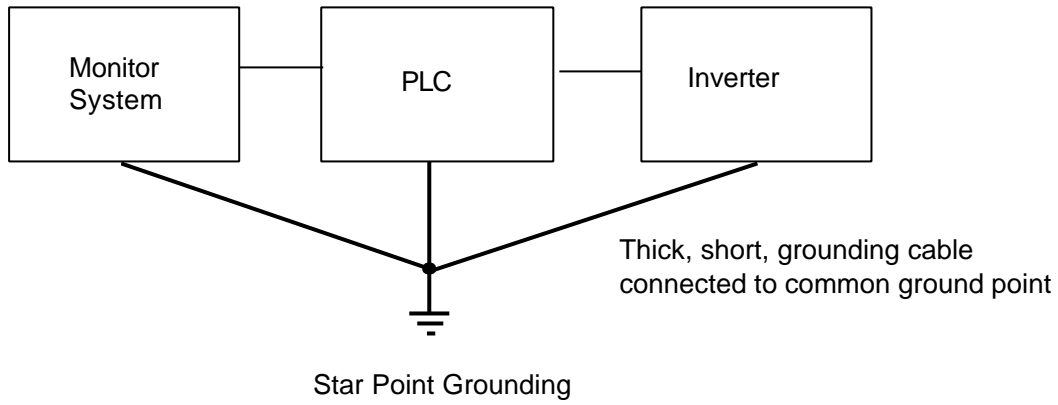 Monitor
System
PLC
Inverter
Thick, short, grounding cable
connected to common ground point
Star Point Grounding